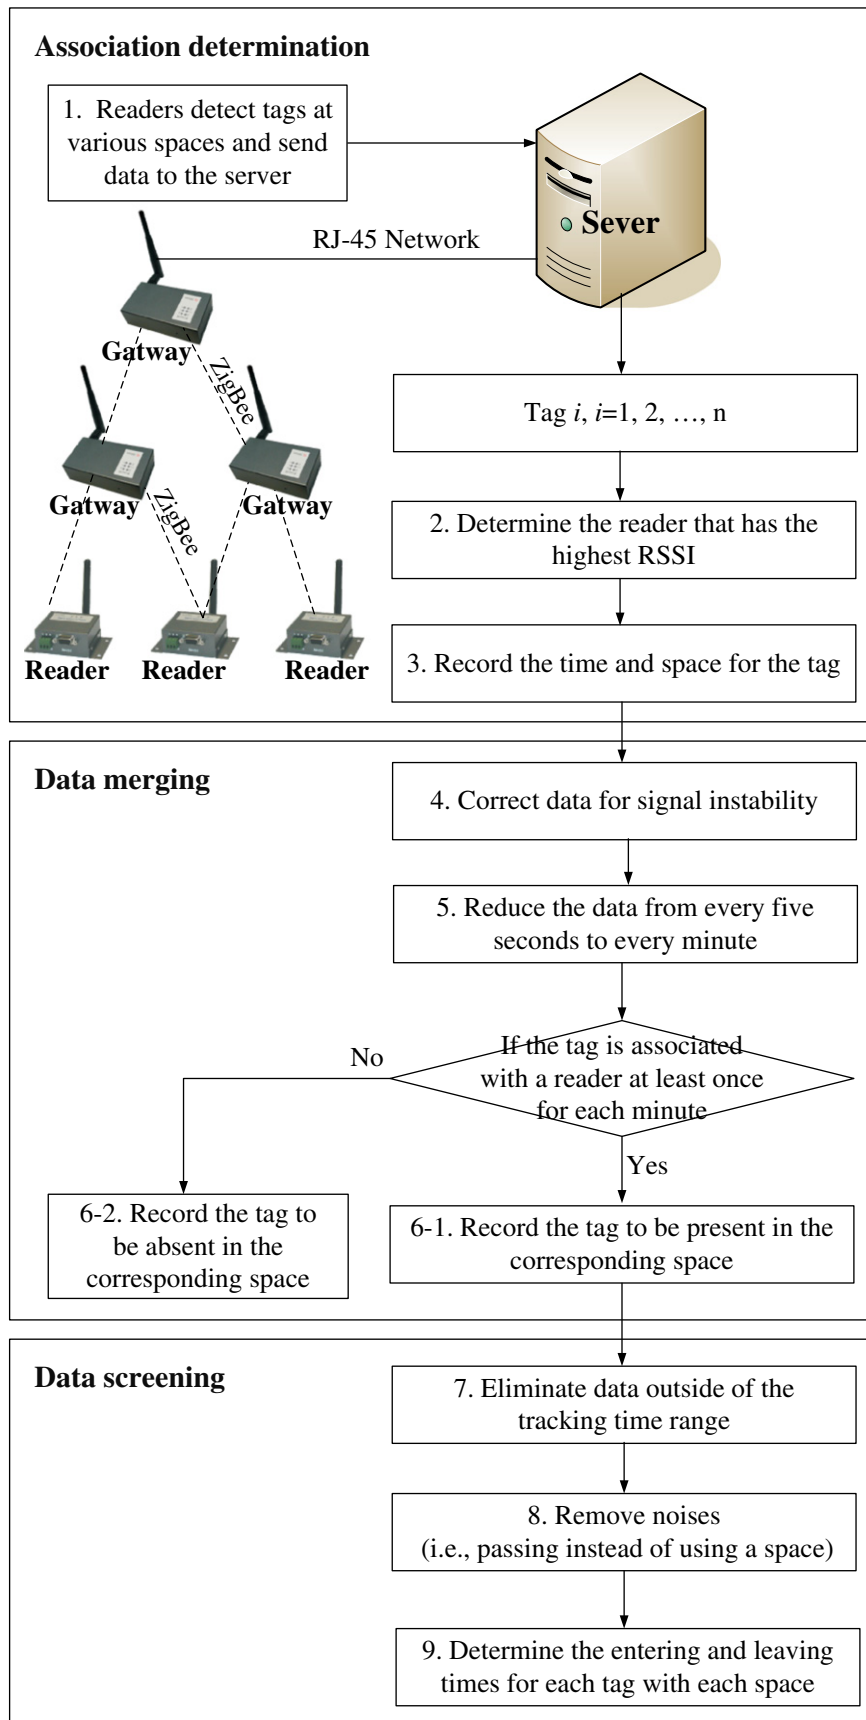 Association determination
1. Readers detect tags at
various spaces and send
data to the server
Sever
RJ-45 Network
Gatway
ZigBee
Tag i, i=1, 2, …, n
Gatway
ZigBee
Gatway
2. Determine the reader that has the
highest RSSI
Reader
Reader
Reader
3. Record the time and space for the tag
Data merging
4. Correct data for signal instability
5. Reduce the data from every five
seconds to every minute
If the tag is associated
with a reader at least once
for each minute
No
Yes
6-2. Record the tag to
be absent in the
corresponding space
6-1. Record the tag to be present in the
corresponding space
Data screening
7. Eliminate data outside of the
tracking time range
8. Remove noises
(i.e., passing instead of using a space)
9. Determine the entering and leaving
times for each tag with each space